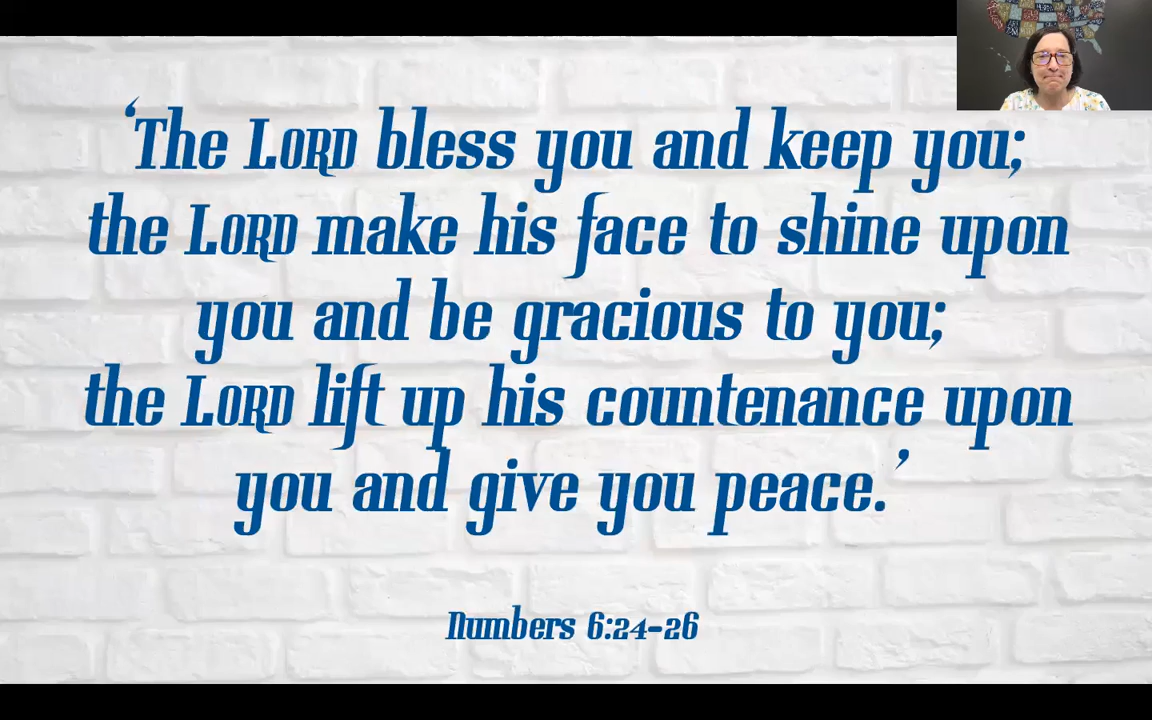 ‘The LORD bless you and keep you;
the LORD make his face to shine upon
you and be gracious to you;
the LORD lift up his countenance upon
you and give you peace.’
Numbers 6:24-26